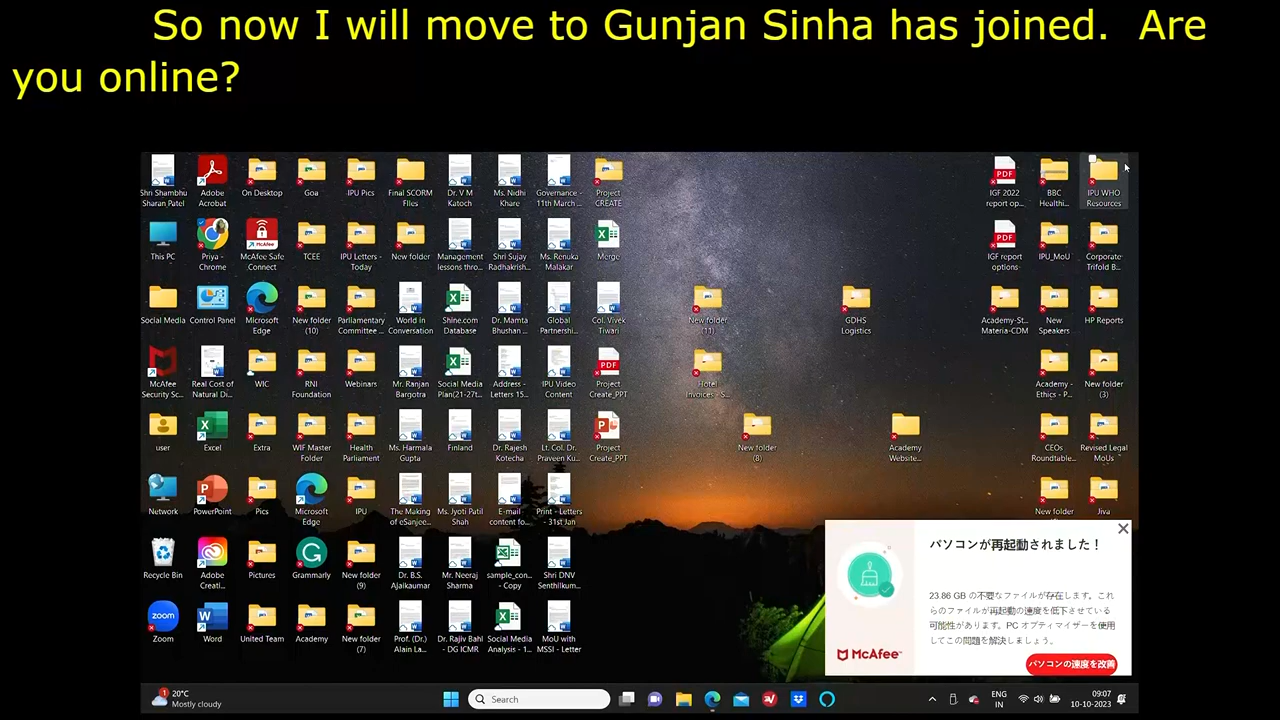 So now I will move to Gunjan Sinha has joined.  Are
you online?
Shri Shambhu
Sharan Patel
Adobe
Acrobat
On Desktop
Goa
IPU Pics
Final SCORM
FIles
Dr. V M
Katoch
Ms. Nidhi
Khare
Governance -
11th March ...
Project
CREATE
IGF 2022
report op...
BBC
Healthi...
IPU WHO
Resources
This PC
Priya -
Chrome
McAfee Safe
Connect
TCEE
IPU Letters -
Today
New folder
Management
lessons thro...
Shri Sujay
Radhakrish...
Ms. Renuka
Malakar
Merge
IGF report
options
IPU_MoU
Corporate
Trifold B...
Social Media
Control Panel
Microsoft
Edge
New folder
(10)
Parliamentary
Committee ...
World in
Conversation
Shine.com
Database
Dr. Mamta
Bhushan ...
Global
Partnershi...
Col. Vivek
Tiwari
New folder
(11)
GDHS
Logistics
Academy-St...
Materia-CDM
New
Speakers
HP Reports
McAfee
Security Sc...
Real Cost of
Natural Di...
WIC
RNI
Foundation
Webinars
Mr. Ranjan
Bargotra
Social Media
Plan(21-27t...
Address -
Letters 15...
IPU Video
Content
Project
Create_PPT
Hotel
Invoices - S...
Academy -
Ethics - P...
New folder
(3)
user
Excel
Extra
WIF Master
Folder
Health
Parliament
Ms. Harmala
Gupta
Finland
Dr. Rajesh
Kotecha
Lt. Col. Dr.
Praveen Ku...
Project
Create_PPT
New folder
(8)
Academy
Website...
CEOs
Roundtable...
Revised Legal
MoUs
Network
PowerPoint
Pics
Microsoft
Edge
IPU
The Making
of eSanjee...
Ms. Jyoti Patil
Shah
E-mail
content fo...
Print - Letters
- 31st Jan
New folder
Jiva
Recycle Bin
Adobe
Creati...
Pictures
Grammarly
New folder
(9)
Dr. B.S.
Ajaikaumar
Mr. Neeraj
Sharma
sample_con...
- Copy
Shri DNV
Senthilkum...
Zoom
Word
United Team
Academy
New folder
(7)
Prof. (Dr.)
Alain La...
Dr. Rajiv Bahl
- DG ICMR
Social Media
Analysis - 1...
MoU with
MSSI - Letter
パソコンが再起動されました！
23.86 GB の不要なファイルが存在します。これ
らのファイルが再起動の速度を低下させている
可能性があります。PC オプティマイザーを使用
してこの問題を解決しましょう。
McAfee™
パソコンの速度を改善
1
20°C
Mostly cloudy
Search
ENG
IN
09:07
10-10-2023